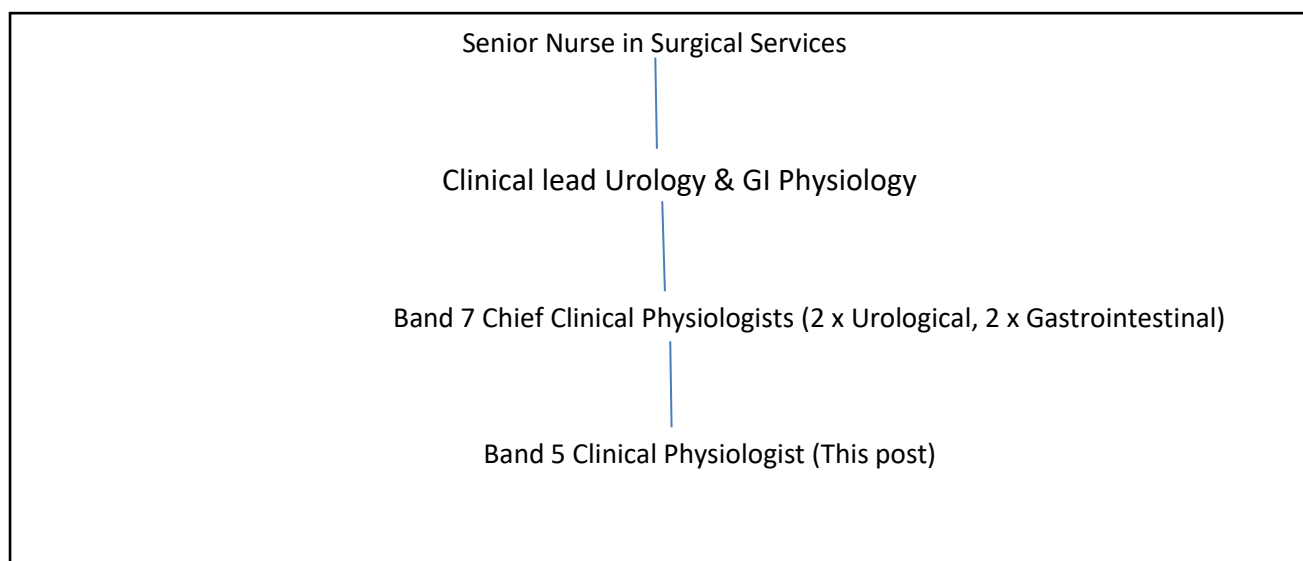 Senior Nurse in Surgical Services
Clinical lead Urology & GI Physiology
Band 7 Chief Clinical Physiologists (2 x Urological, 2 x Gastrointestinal)
Band 5 Clinical Physiologist (This post)